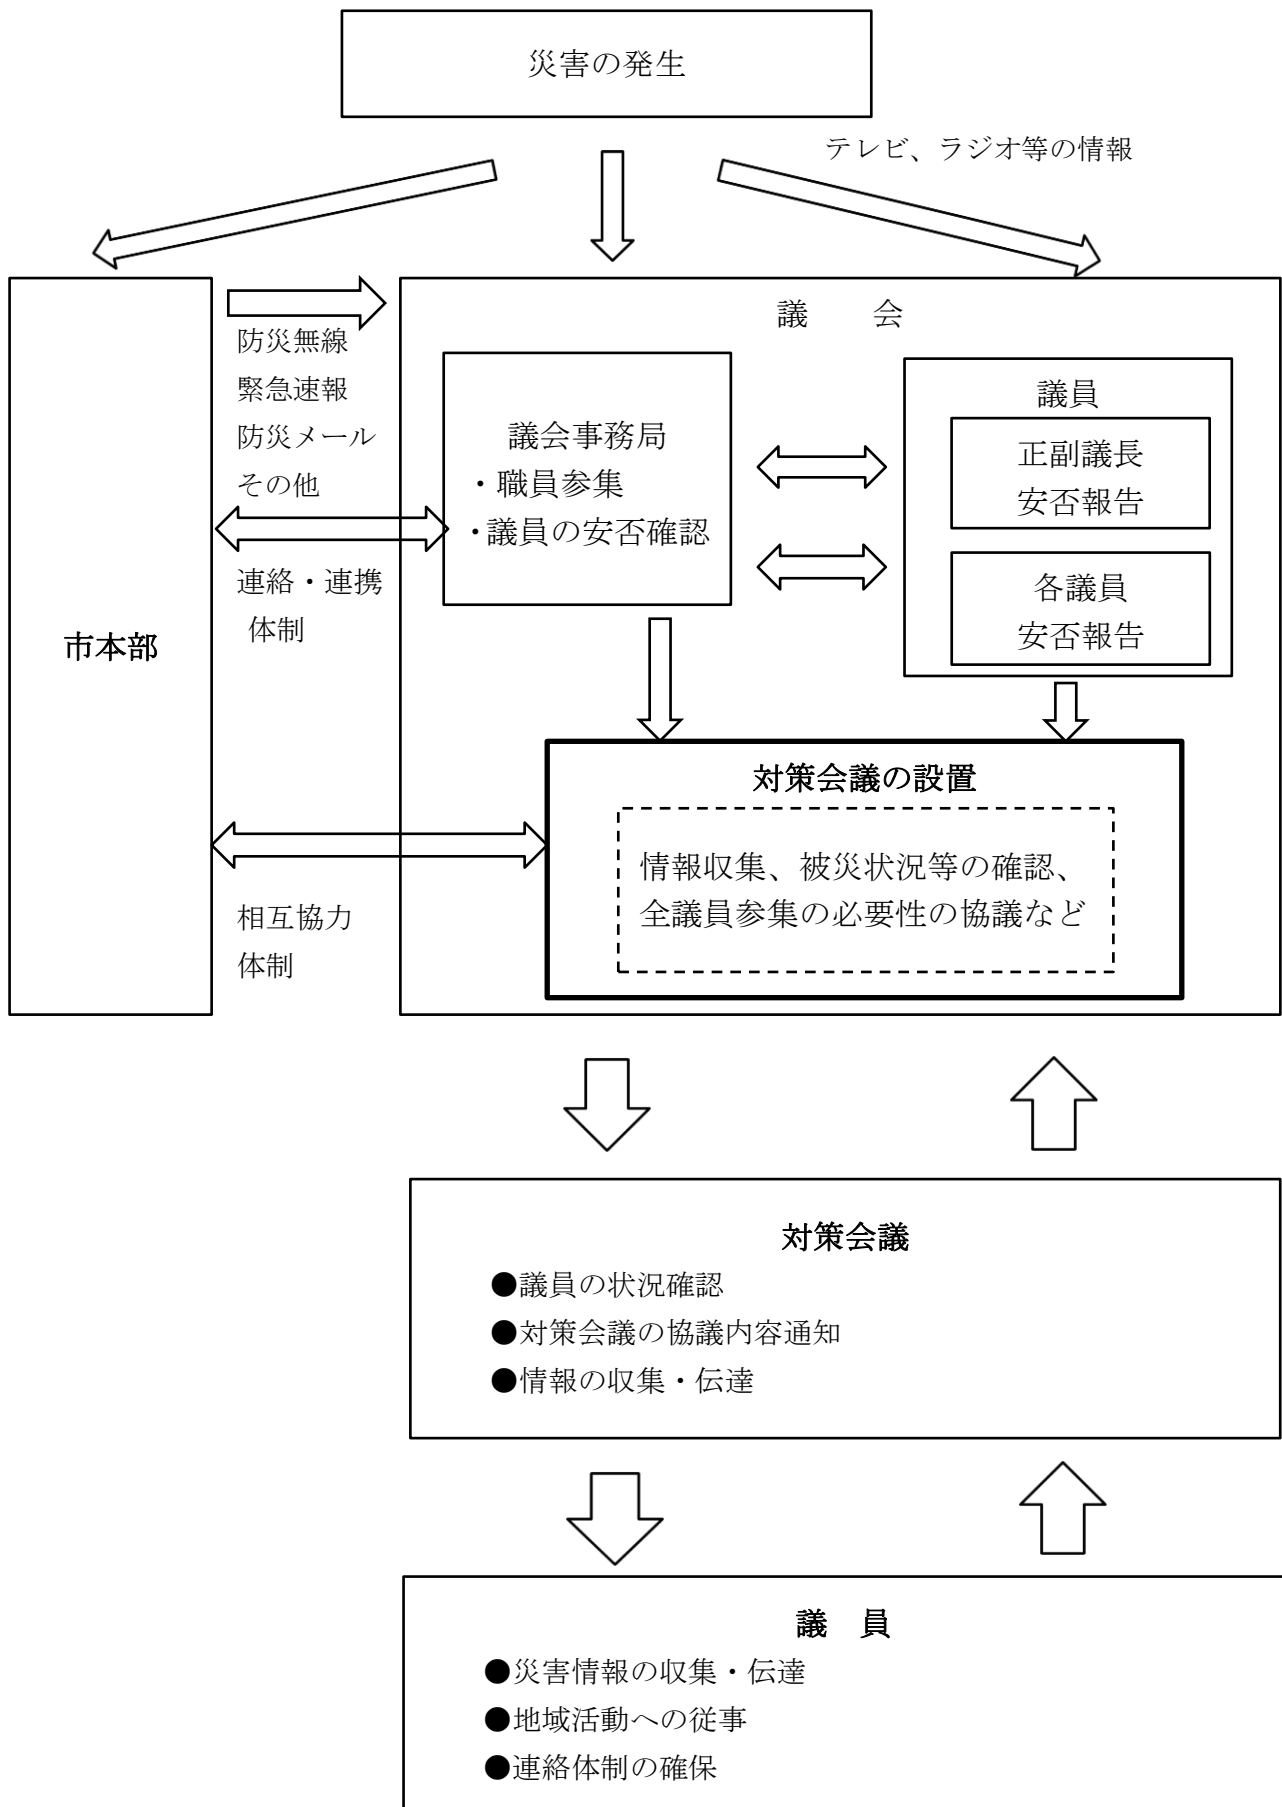 災害の発生
テレビ、ラジオ等の情報
市本部
防災無線
緊急速報
防災メール
その他
連絡・連携
体制
相互協力
体制
議　　会
議会事務局
・職員参集
・議員の安否確認
議員
正副議長
安否報告
各議員
安否報告
対策会議の設置
情報収集、被災状況等の確認、
全議員参集の必要性の協議など
対策会議
●議員の状況確認
●対策会議の協議内容通知
●情報の収集・伝達
議　員
●災害情報の収集・伝達
●地域活動への従事
●連絡体制の確保